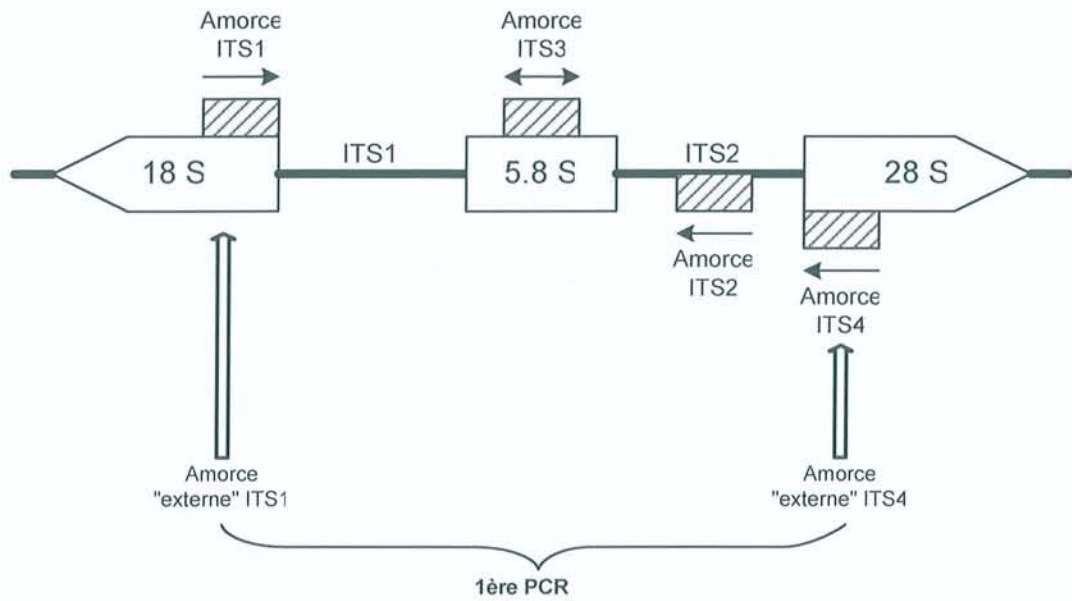 Amorce
ITS1
Amorce
ITS3
18 S
ITS1
5.8 S
ITS2
28 S
Amorce
ITS2
Amorce
ITS4
Amorce
"externe" ITS1
Amorce
"externe" ITS4
1ère PCR